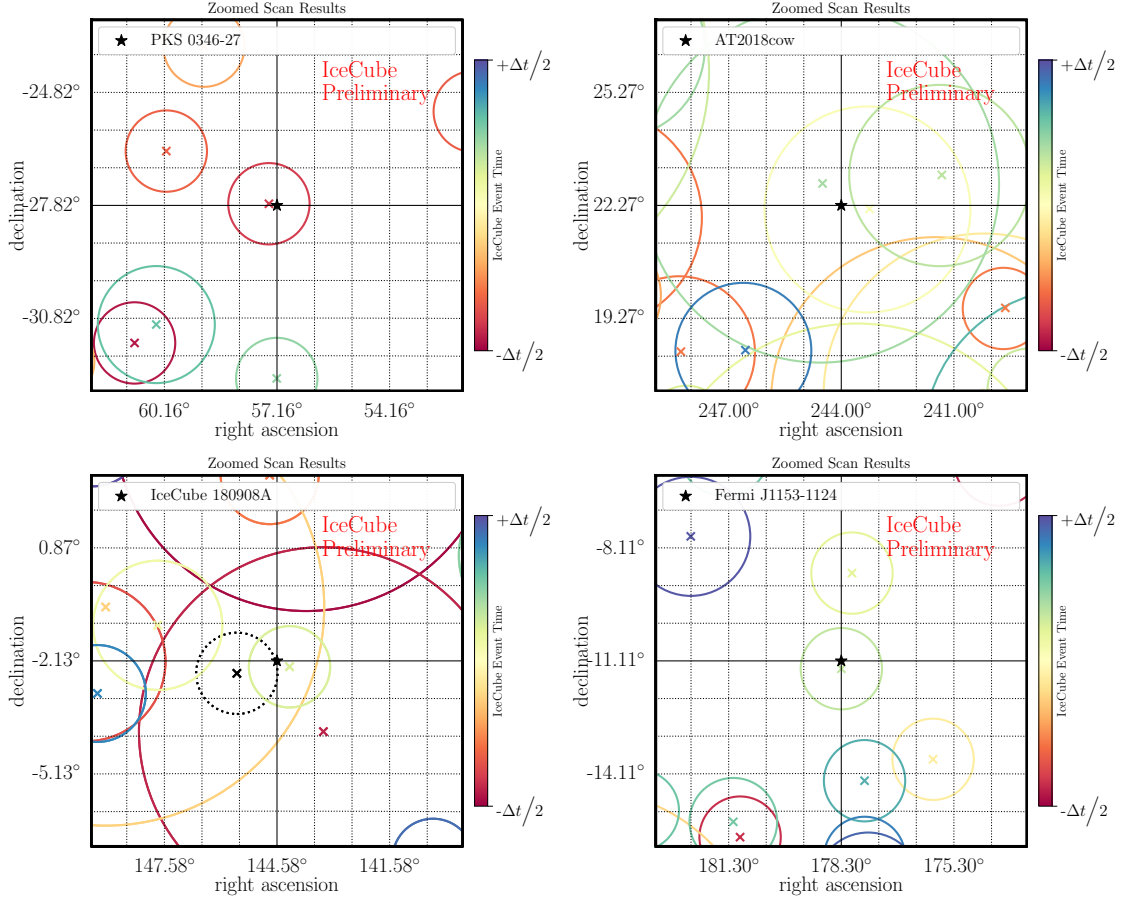 Zoomed Scan Results
PKS 0346-27
IceCube
Preliminary
-24.82°
-27.82°
-30.82°
declination
60.16°
57.16°
54.16°
right ascension
+Δt/2
IceCube Event Time
-Δt/2
Zoomed Scan Results
AT2018cow
IceCube
Preliminary
25.27°
22.27°
19.27°
declination
247.00°
244.00°
241.00°
right ascension
+Δt/2
IceCube Event Time
-Δt/2
Zoomed Scan Results
IceCube 180908A
IceCube
Preliminary
0.87°
-2.13°
-5.13°
declination
147.58°
144.58°
141.58°
right ascension
+Δt/2
IceCube Event Time
-Δt/2
Zoomed Scan Results
Fermi J1153-1124
IceCube
Preliminary
-8.11°
-11.11°
-14.11°
declination
181.30°
178.30°
175.30°
right ascension
+Δt/2
IceCube Event Time
-Δt/2